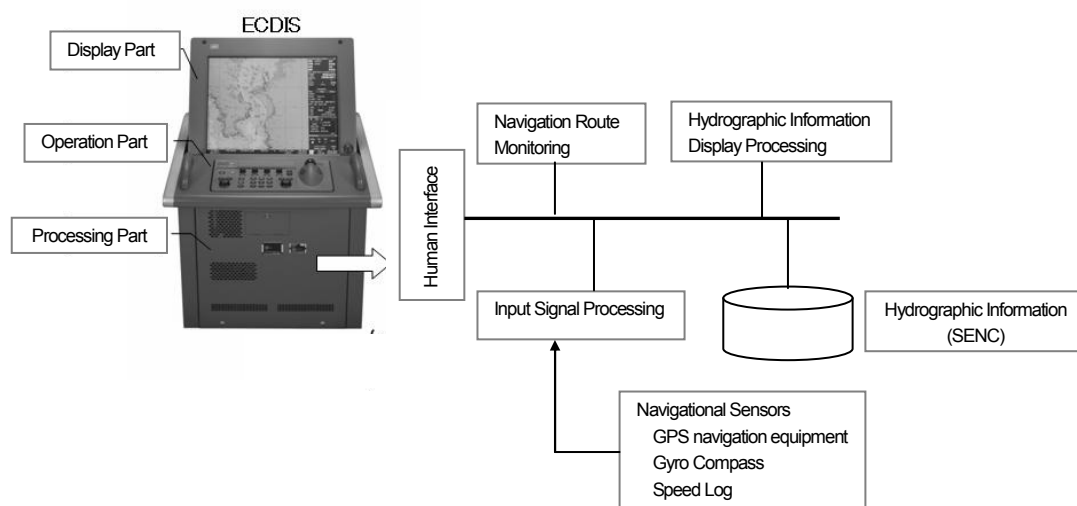 ECDIS
Display Part
Operation Part
Processing Part
Human Interface
Navigation Route
Monitoring
Hydrographic Information
Display Processing
Input Signal Processing
Hydrographic Information
(SENC)
Navigational Sensors
GPS navigation equipment
Gyro Compass
Speed Log